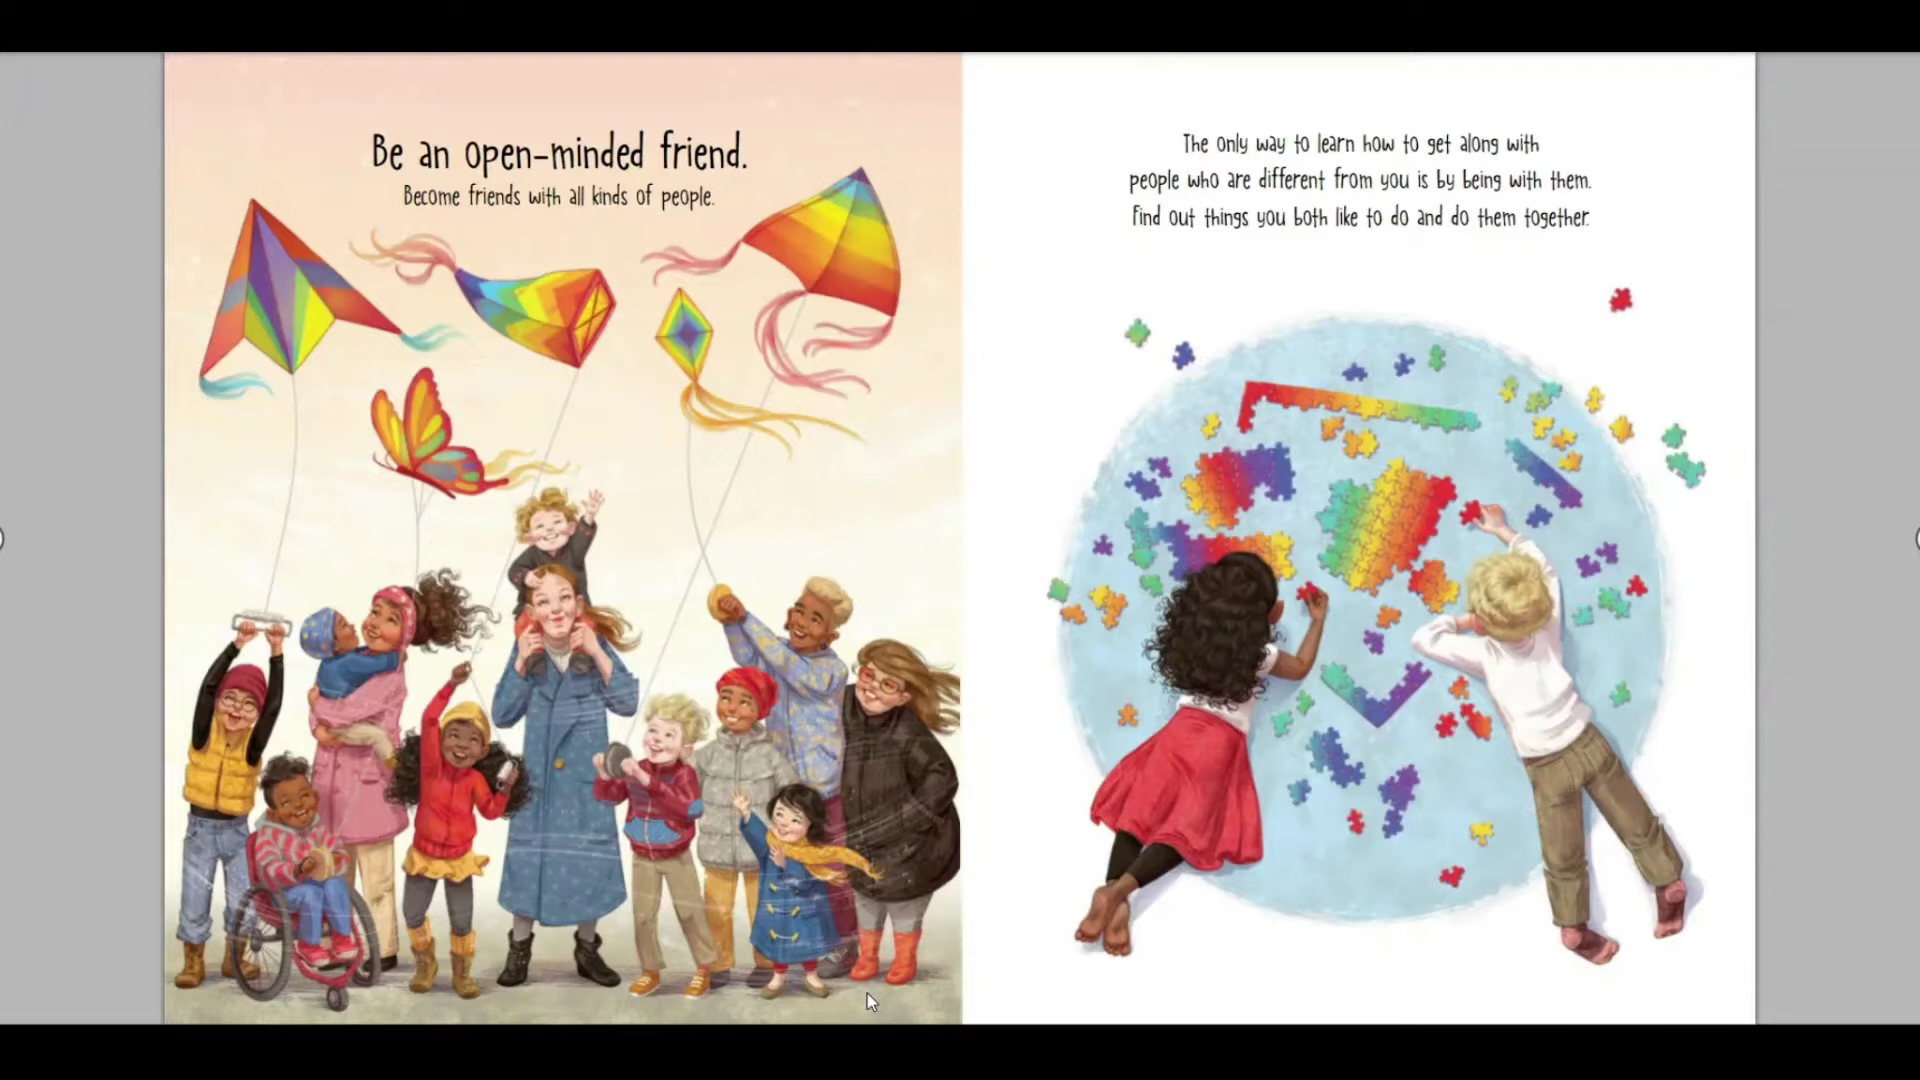 Be an open-minded friend.
Become friends with all kinds of people.
The only way to learn how to get along with
people who are different from you is by being with them.
Find out things you both like to do and do them together.